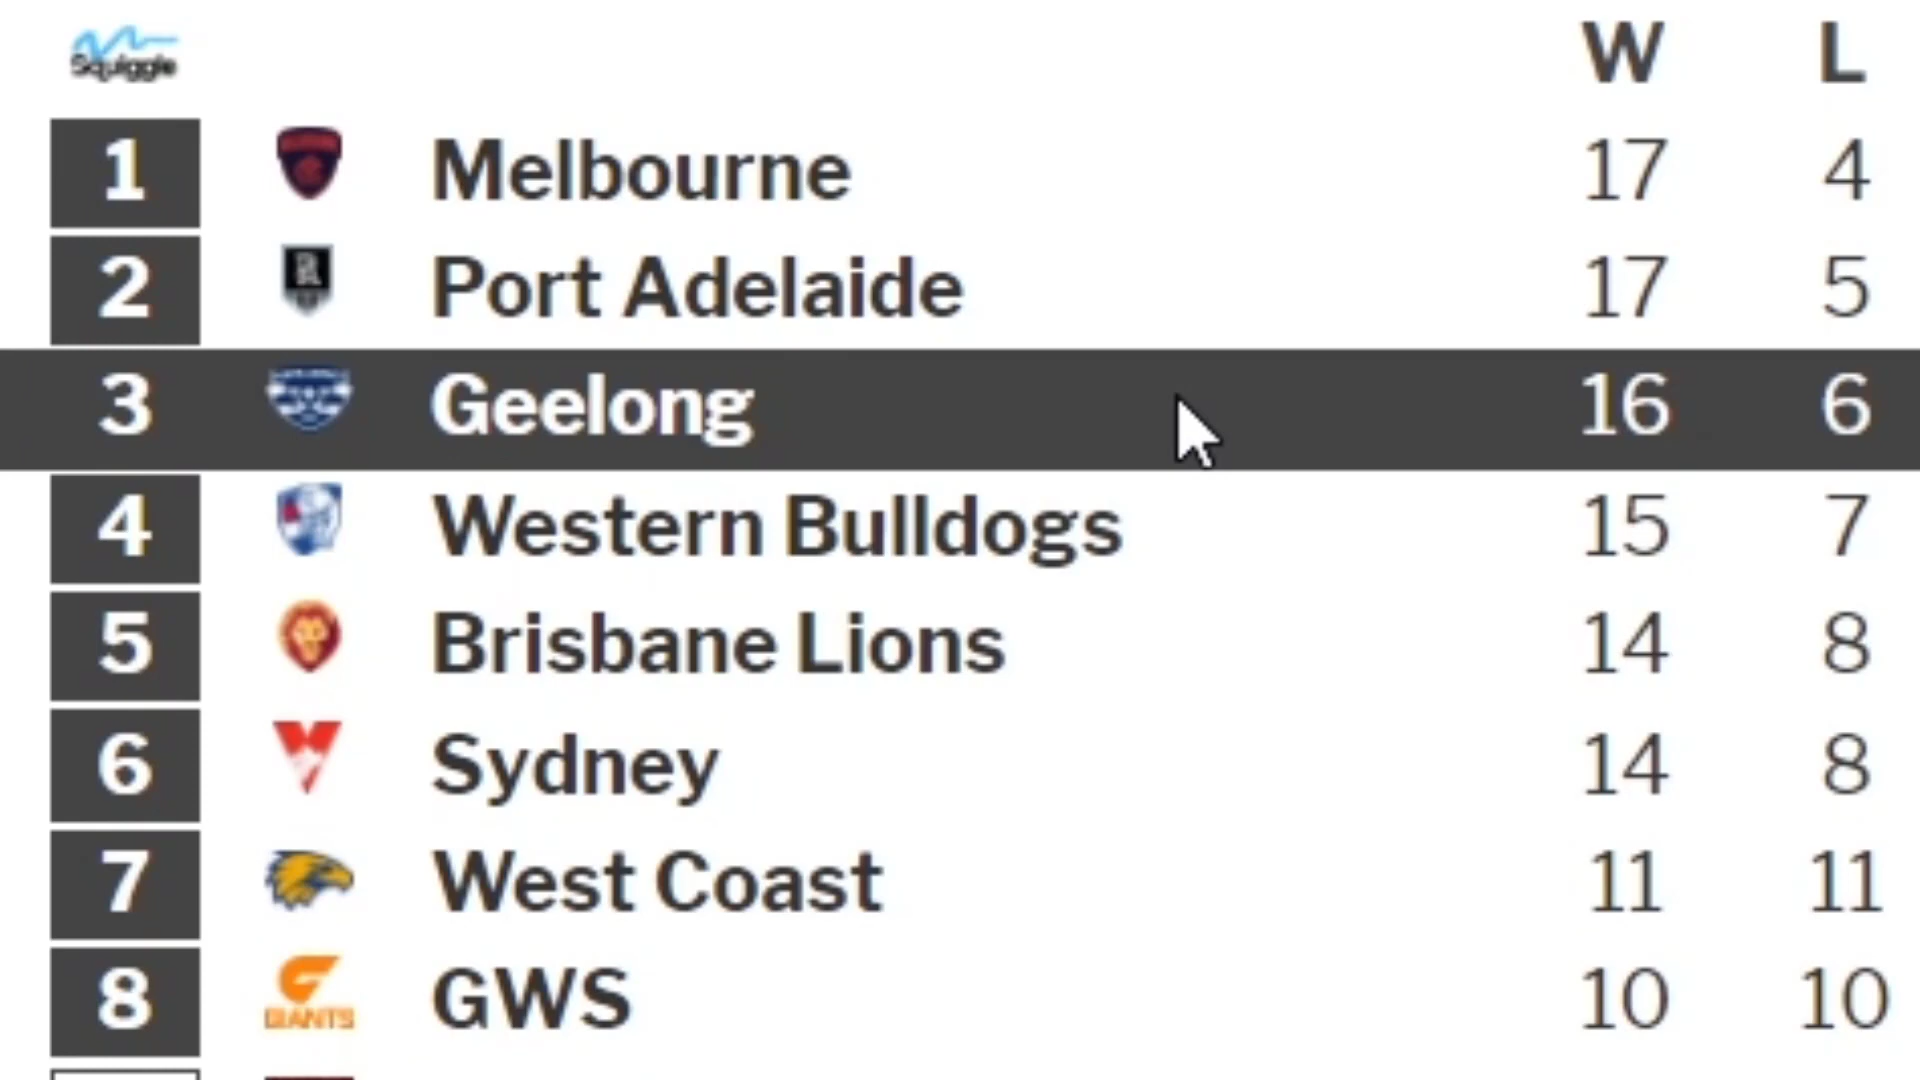 Squiggle W L
1 Melbourne 17 4
2 Port Adelaide 17 5
3 Geelong 16 6
4 Western Bulldogs 15 7
5 Brisbane Lions 14 8
6 Sydney 14 8
7 West Coast 11 11
8 GIANTS GWS 10 10